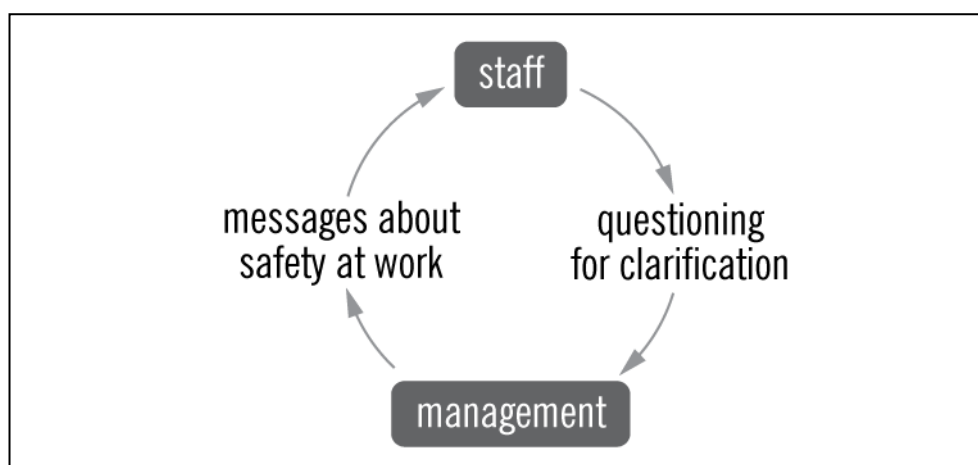 staff
messages about
safety at work
questioning
for clarification
management